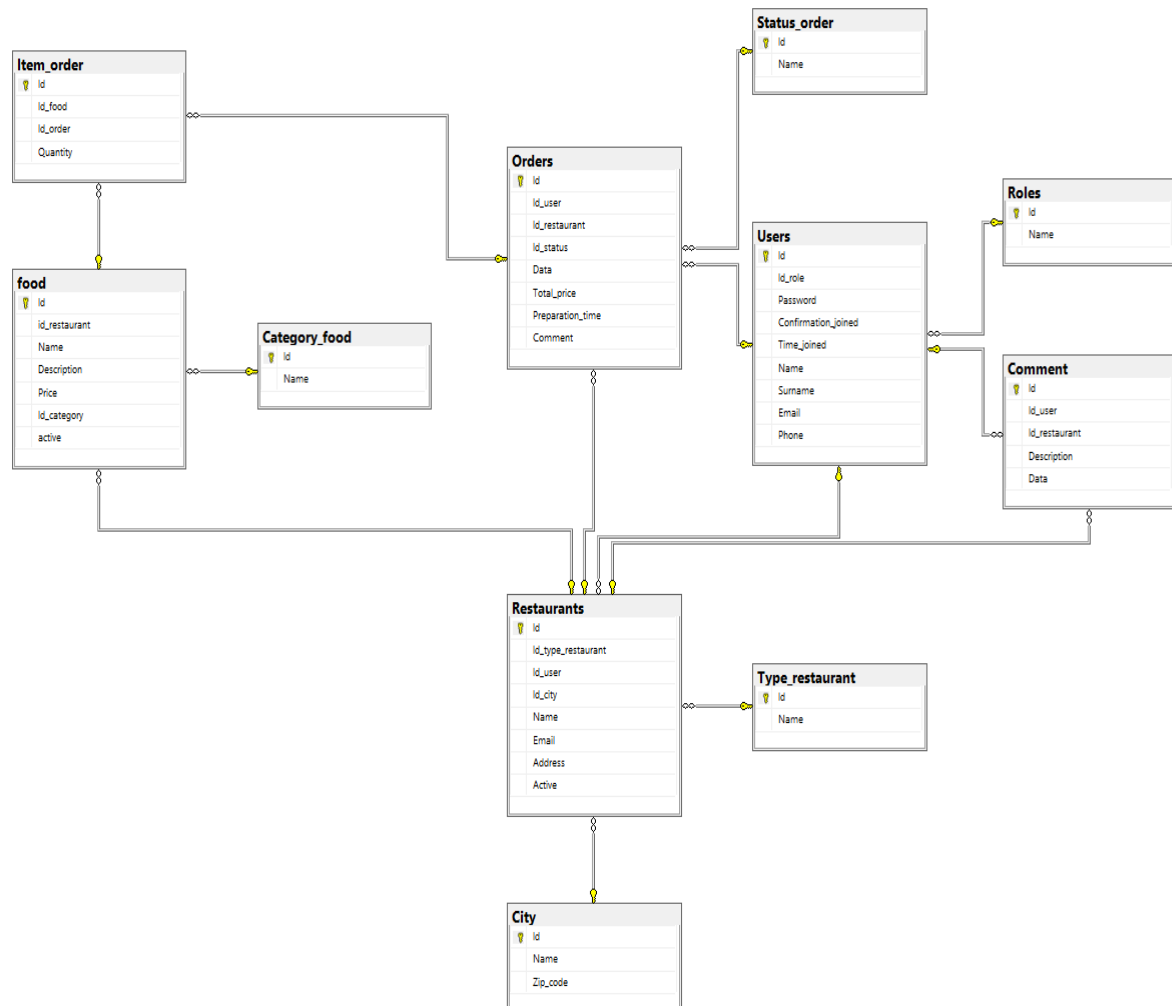 Status_order
Id
Name
Item_order
Id
Id_food
Id_order
Quantity
Orders
Id
Id_user
Id_restaurant
Id_status
Data
Total_price
Preparation_time
Comment
Roles
Id
Name
Users
Id
Id_role
Password
Confirmation_joined
Time_joined
Name
Surname
Email
Phone
food
Id
id_restaurant
Name
Description
Price
Id_category
active
Category_food
Id
Name
Comment
Id
Id_user
Id_restaurant
Description
Data
Restaurants
Id
Id_type_restaurant
Id_user
Id_city
Name
Email
Address
Active
Type_restaurant
Id
Name
City
Id
Name
Zip_code